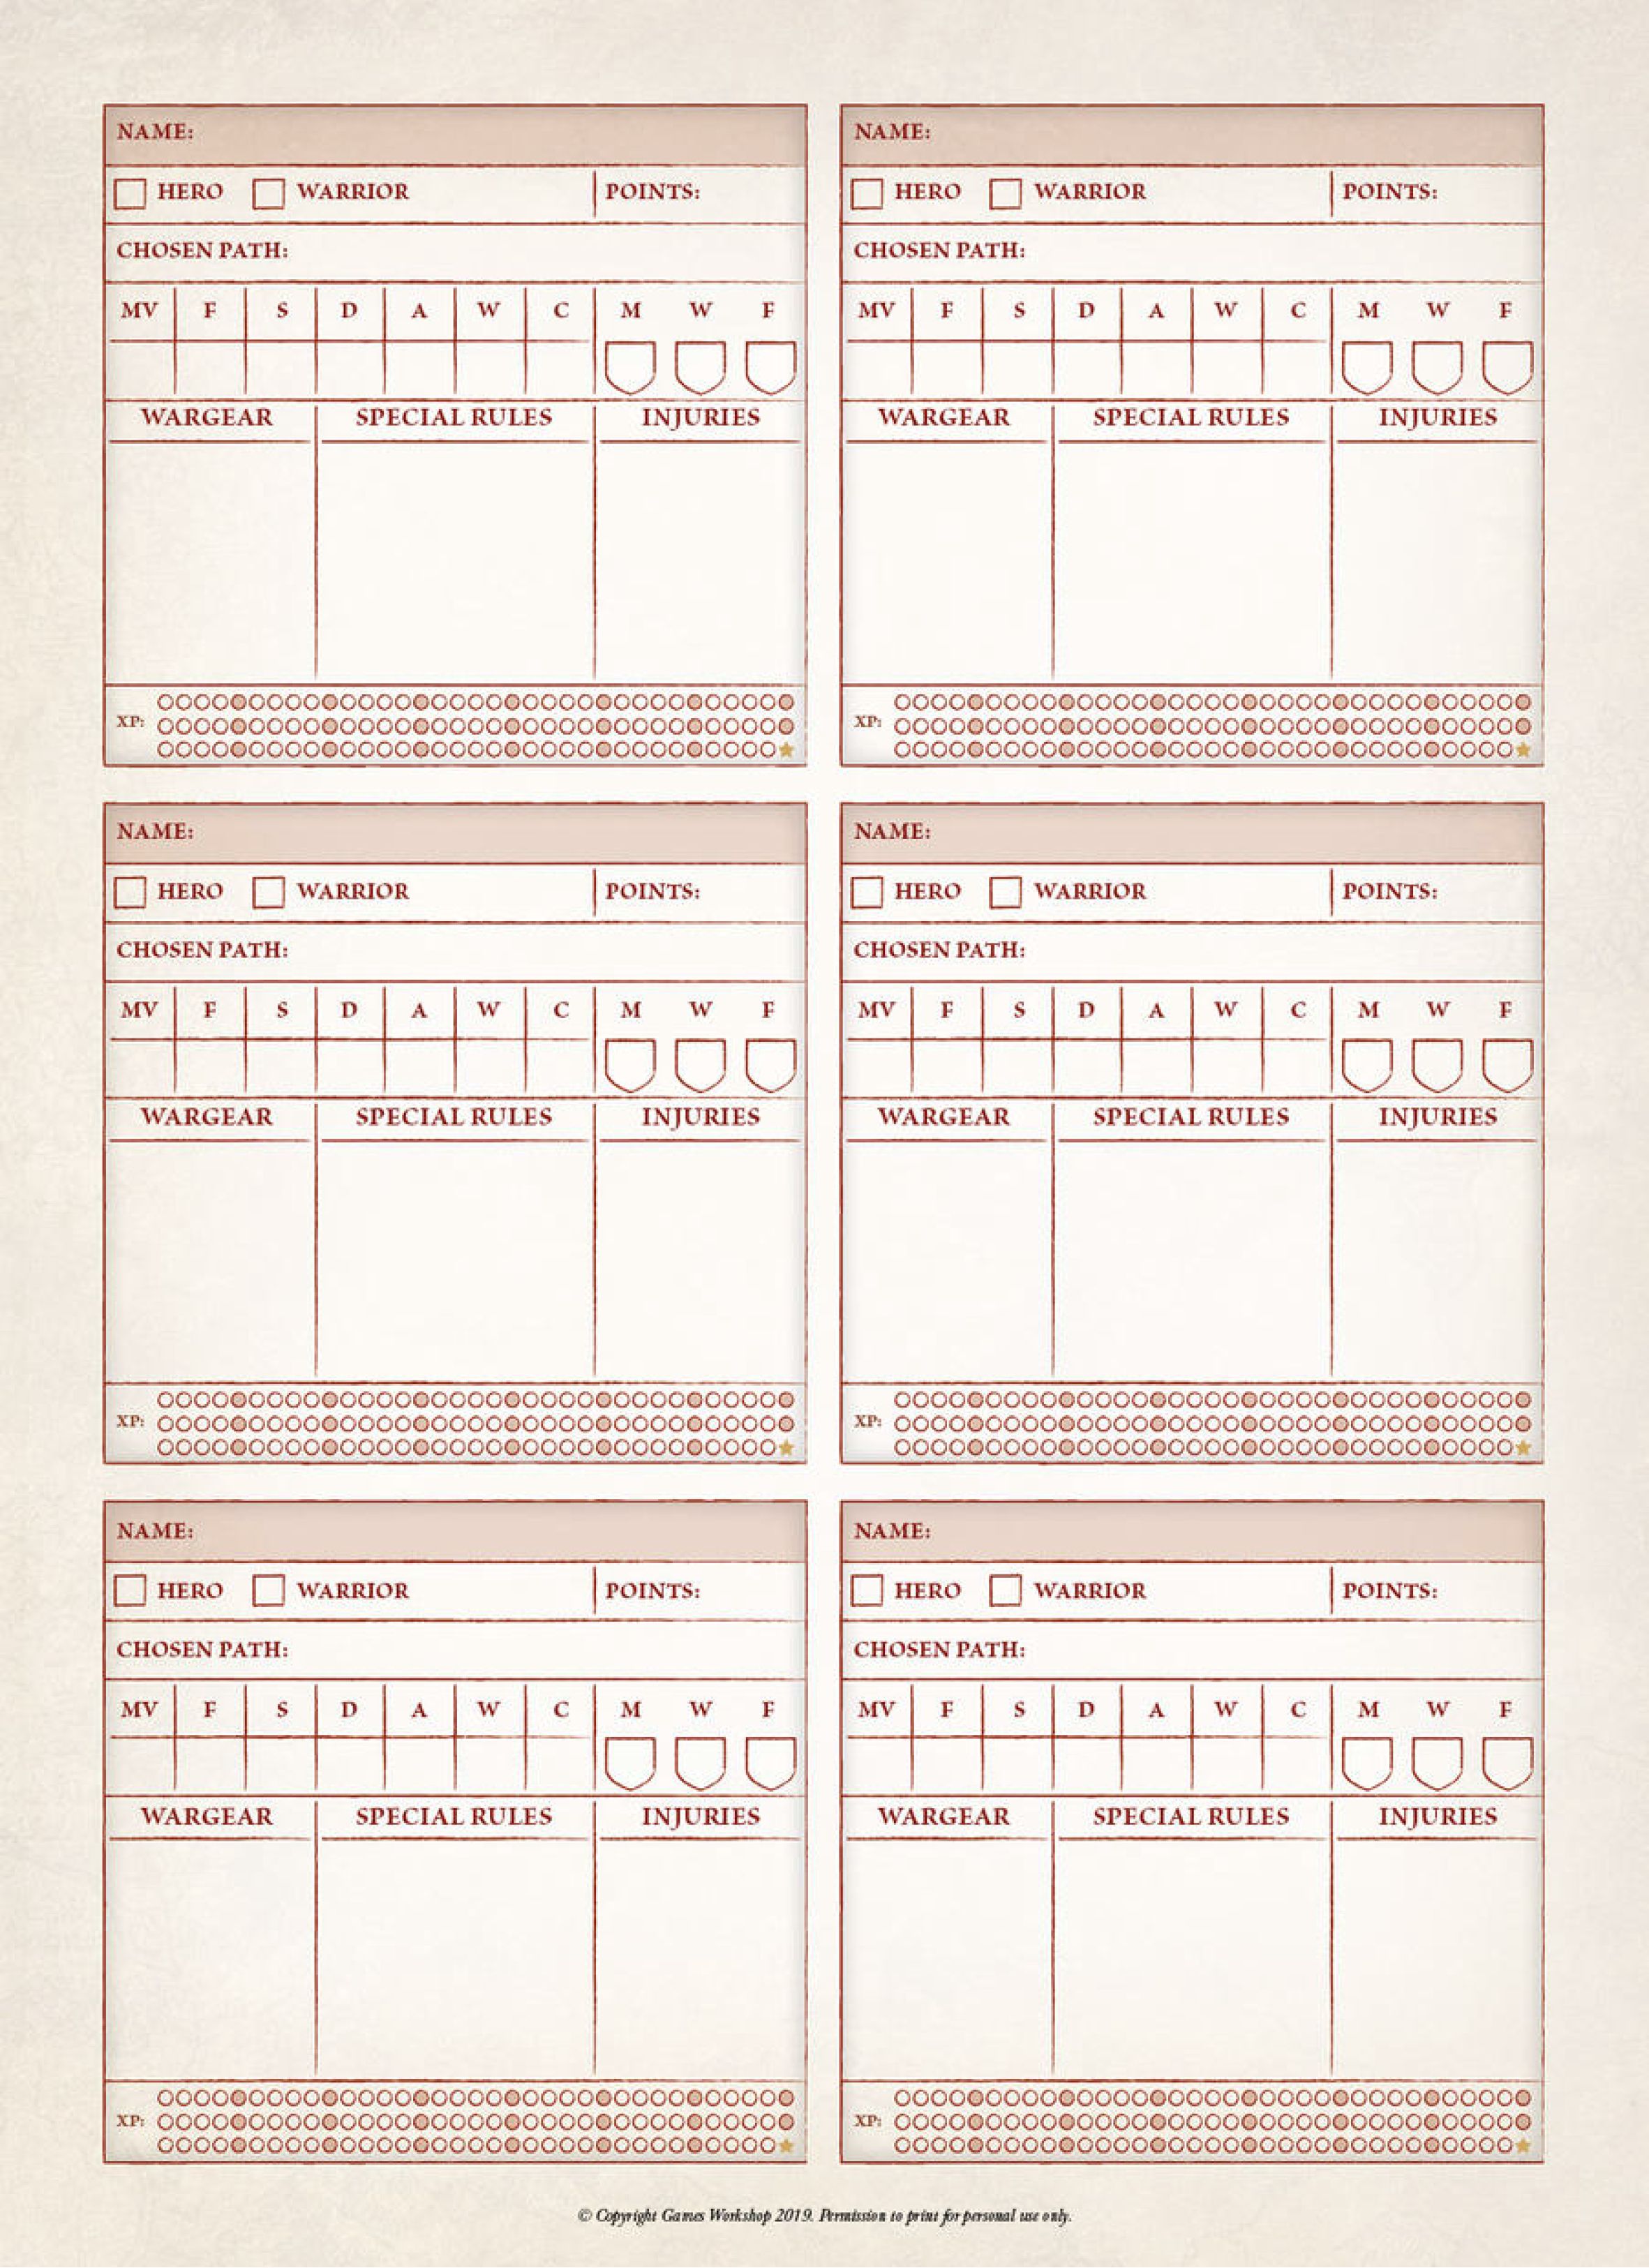 NAME:
HERO WARRIOR POINTS:
CHOSEN PATH:
MV F S D A W C M W F
WARGEAR SPECIAL RULES INJURIES
XP:
NAME:
HERO WARRIOR POINTS:
CHOSEN PATH:
MV F S D A W C M W F
WARGEAR SPECIAL RULES INJURIES
XP:
NAME:
HERO WARRIOR POINTS:
CHOSEN PATH:
MV F S D A W C M W F
WARGEAR SPECIAL RULES INJURIES
XP:
NAME:
HERO WARRIOR POINTS:
CHOSEN PATH:
MV F S D A W C M W F
WARGEAR SPECIAL RULES INJURIES
XP:
NAME:
HERO WARRIOR POINTS:
CHOSEN PATH:
MV F S D A W C M W F
WARGEAR SPECIAL RULES INJURIES
XP:
NAME:
HERO WARRIOR POINTS:
CHOSEN PATH:
MV F S D A W C M W F
WARGEAR SPECIAL RULES INJURIES
XP:
© Copyright Games Workshop 2019. Permission to print for personal use only.